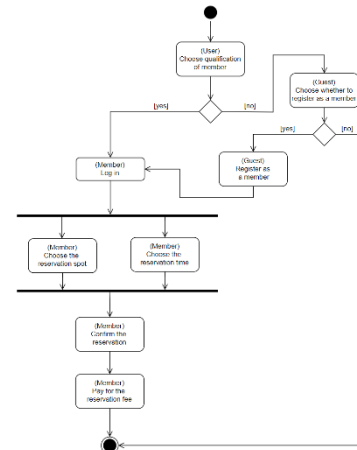 (User)
Choose qualification
of member
[yes]
[no]
(Guest)
Choose whether to
register as a member
[yes]
[no]
(Guest)
Register as
a member
(Member)
Log in
(Member)
Choose the
reservation spot
(Member)
Choose the
reservation time
(Member)
Confirm the
reservation
(Member)
Pay for the
reservation fee